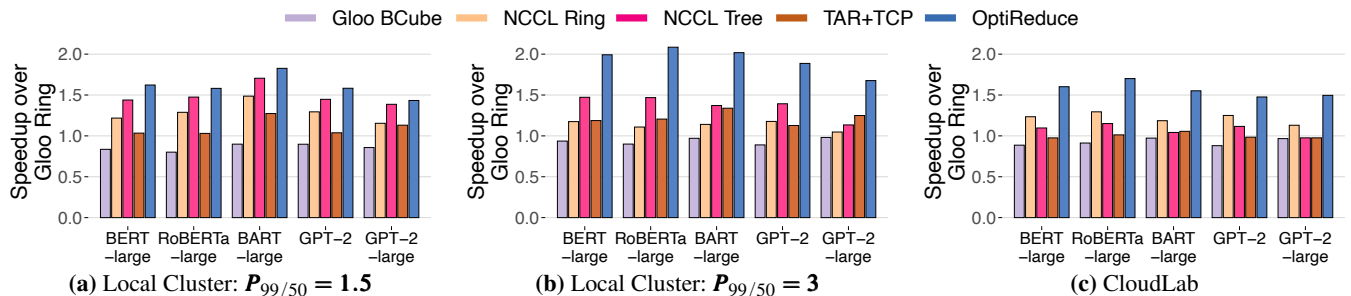 Gloo BCube NCCL Ring NCCL Tree TAR+TCP OptiReduce
Speedup over
Gloo Ring
2.0
1.5
1.0
0.5
0.0
BERT
-large
RoBERTa
-large
BART
-large
GPT-2
GPT-2
-large
(a) Local Cluster: P99/50 = 1.5
Speedup over
Gloo Ring
2.0
1.5
1.0
0.5
0.0
BERT
-large
RoBERTa
-large
BART
-large
GPT-2
GPT-2
-large
(b) Local Cluster: P99/50 = 3
Speedup over
Gloo Ring
2.0
1.5
1.0
0.5
0.0
BERT
-large
RoBERTa
-large
BART
-large
GPT-2
GPT-2
-large
(c) CloudLab